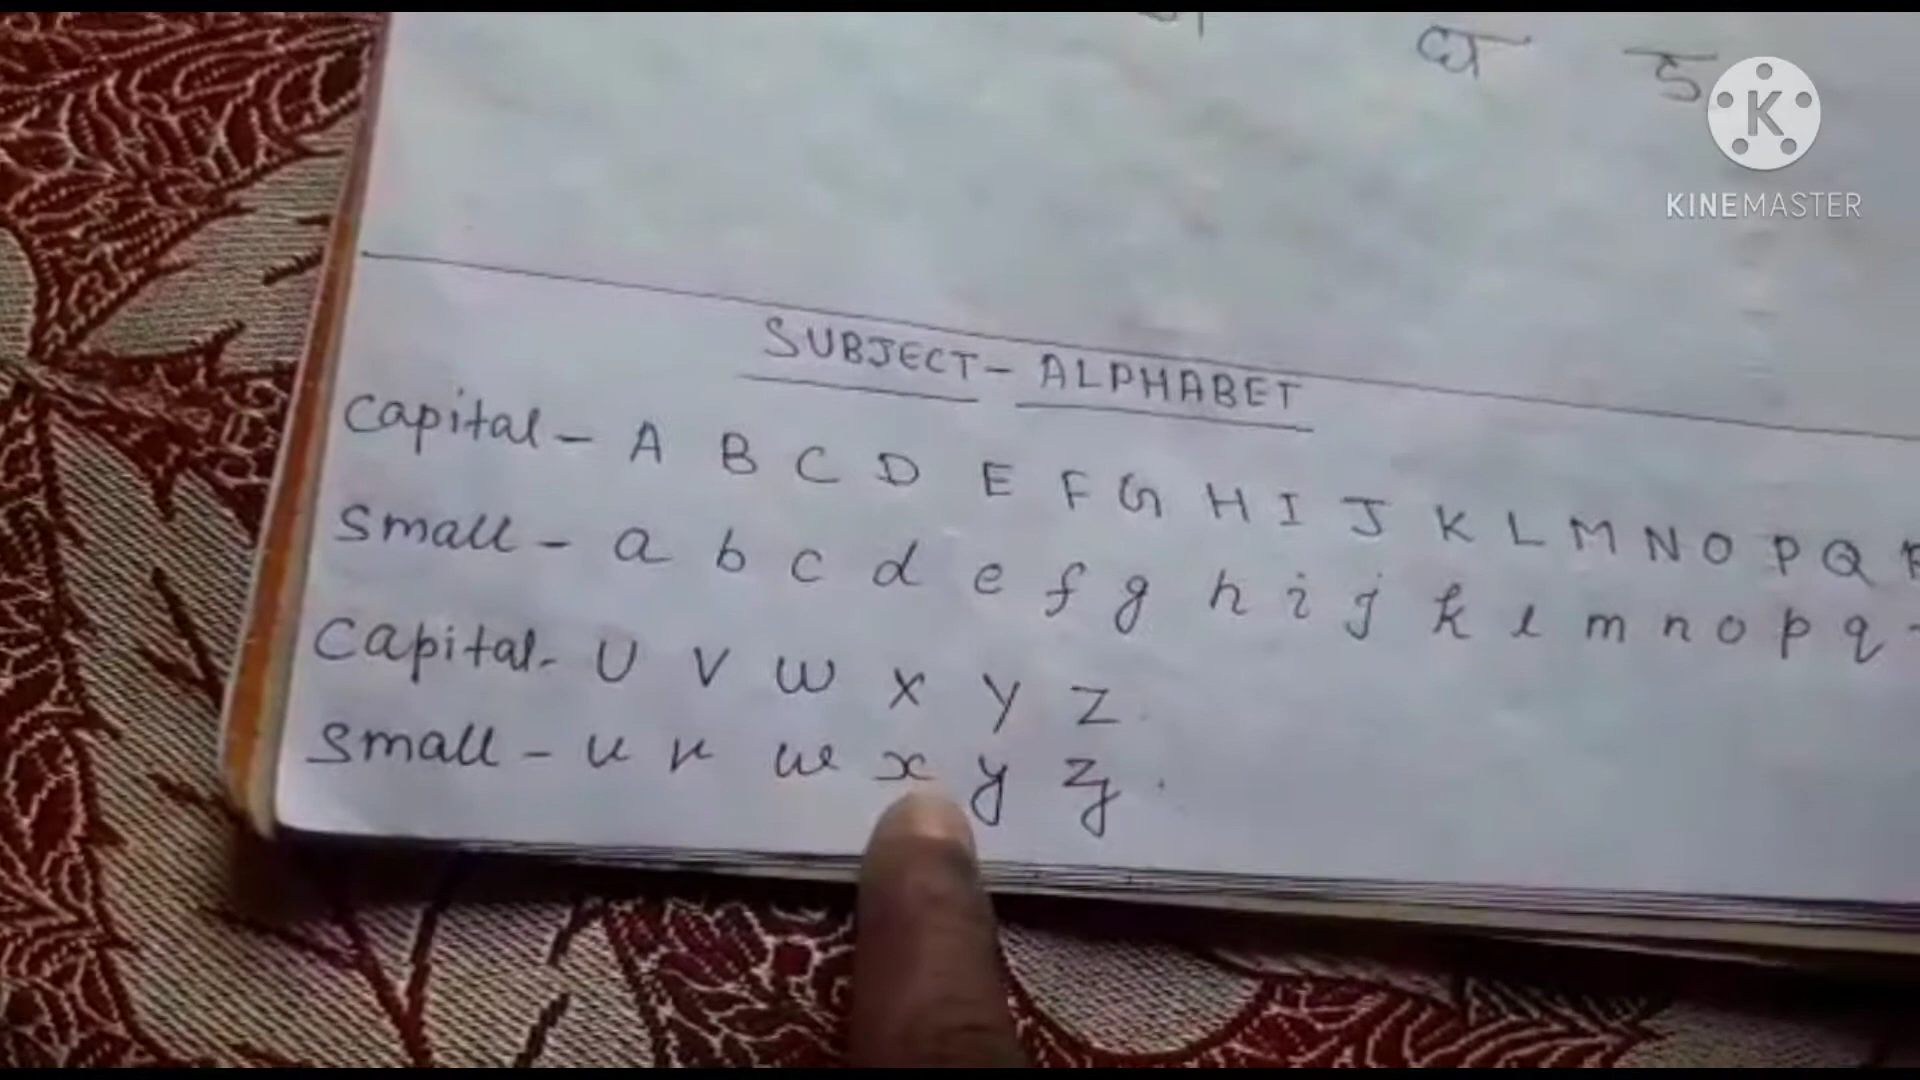 घ ङ
KINEMASTER
SUBJECT - ALPHABET
Capital - A B C D E F G H I J K L M N O P Q R
Small - a b c d e f g h i j k l m n o p q
Capital - U V W X Y Z
Small - u v w x y z